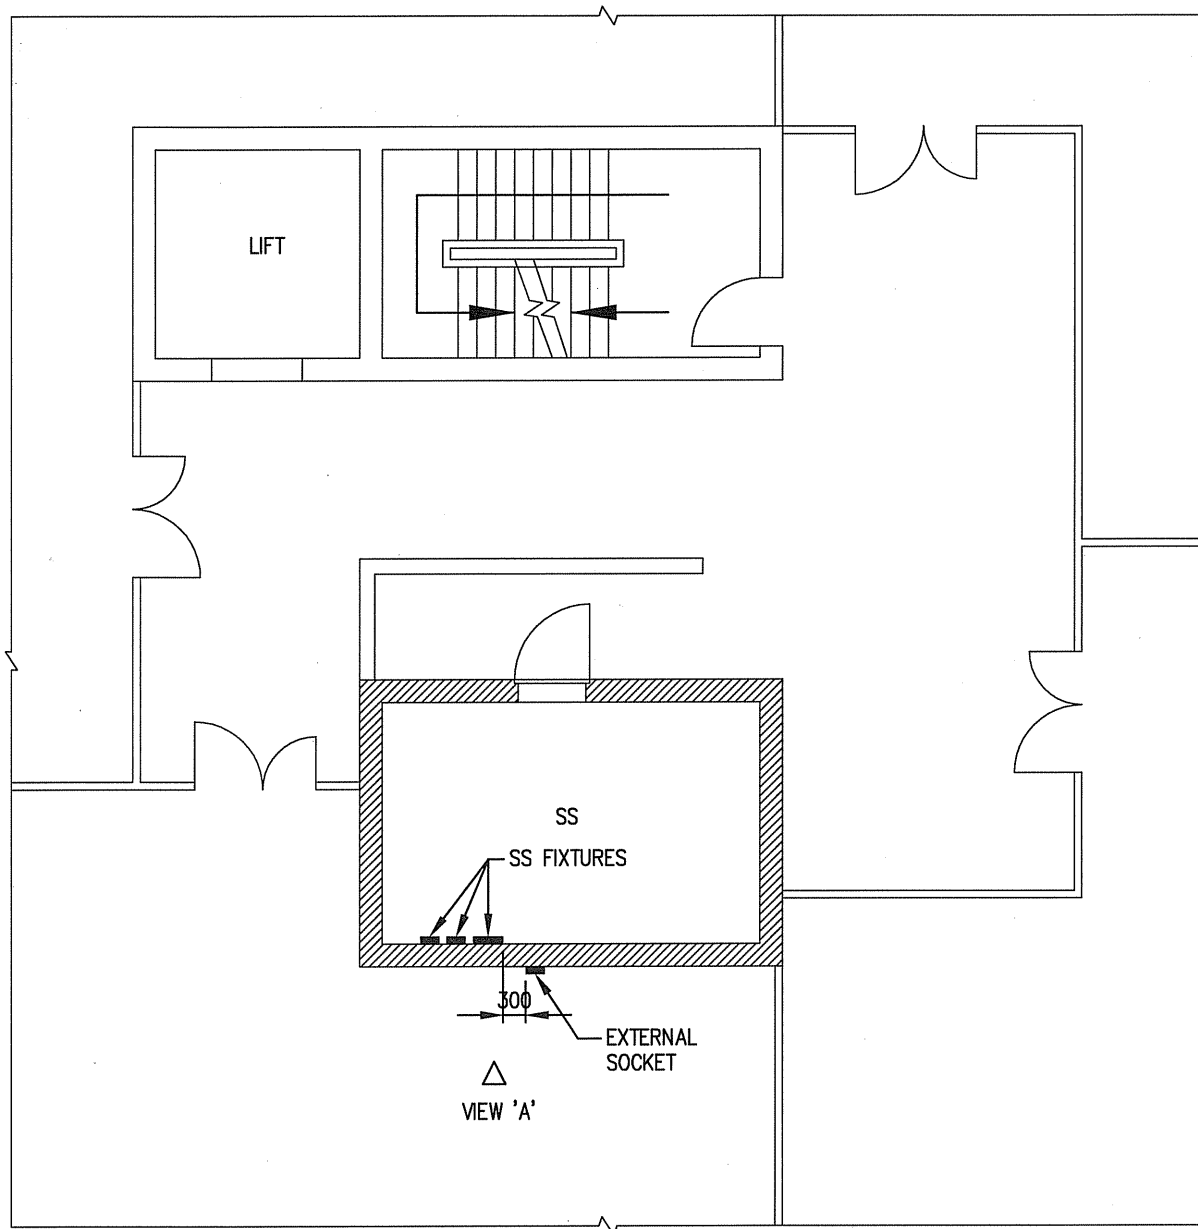 LIFT
SS
SS FIXTURES
300
EXTERNAL
SOCKET
VIEW 'A'